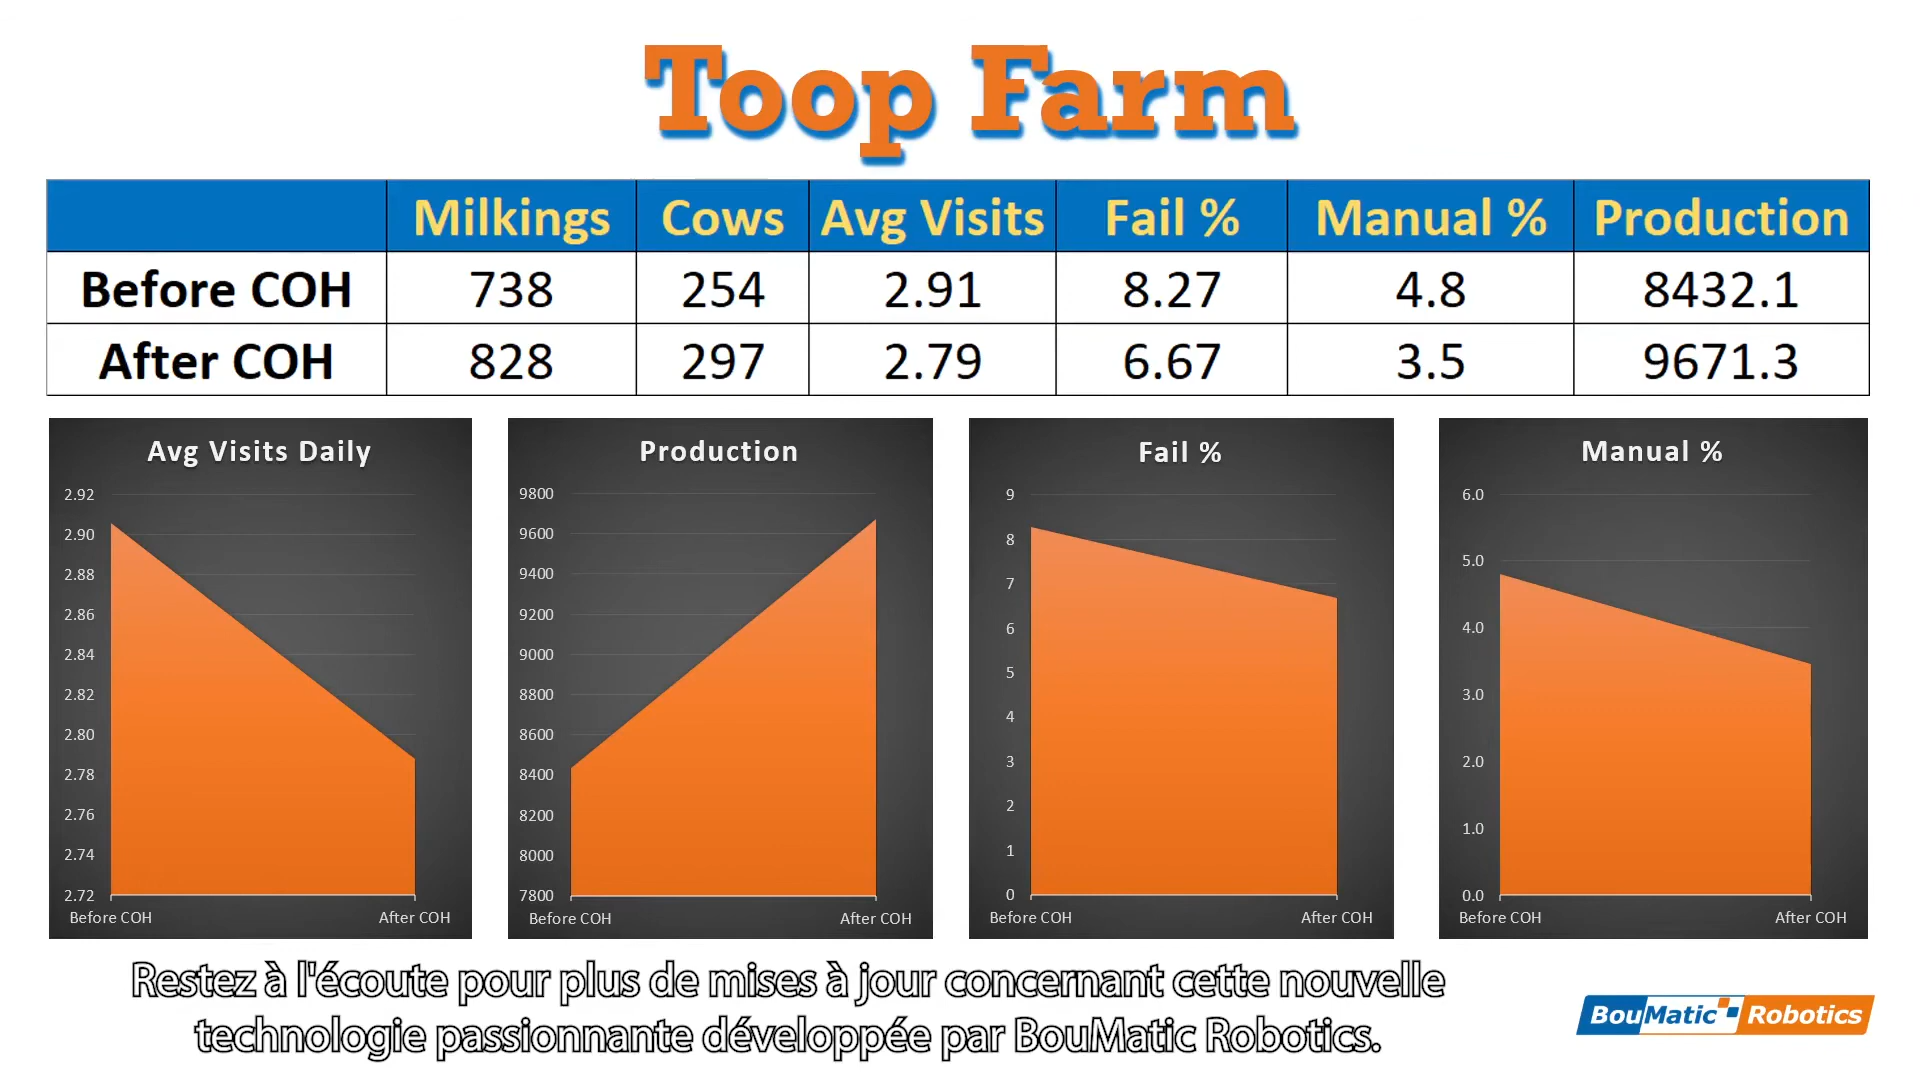 Toop Farm
Milkings Cows Avg Visits Fail % Manual % Production
Before COH 738 254 2.91 8.27 4.8 8432.1
After COH 828 297 2.79 6.67 3.5 9671.3
Avg Visits Daily
2.92
2.90
2.88
2.86
2.84
2.82
2.80
2.78
2.76
2.74
2.72
Before COH After COH
Production
9800
9600
9400
9200
9000
8800
8600
8400
8200
8000
7800
Before COH After COH
Fail %
9
8
7
6
5
4
3
2
1
0
Before COH After COH
Manual %
6.0
5.0
4.0
3.0
2.0
1.0
0.0
Before COH After COH
Restez à l'écoute pour plus de mises à jour concernant cette nouvelle
technologie passionnante développée par BouMatic Robotics.
BouMatic Robotics